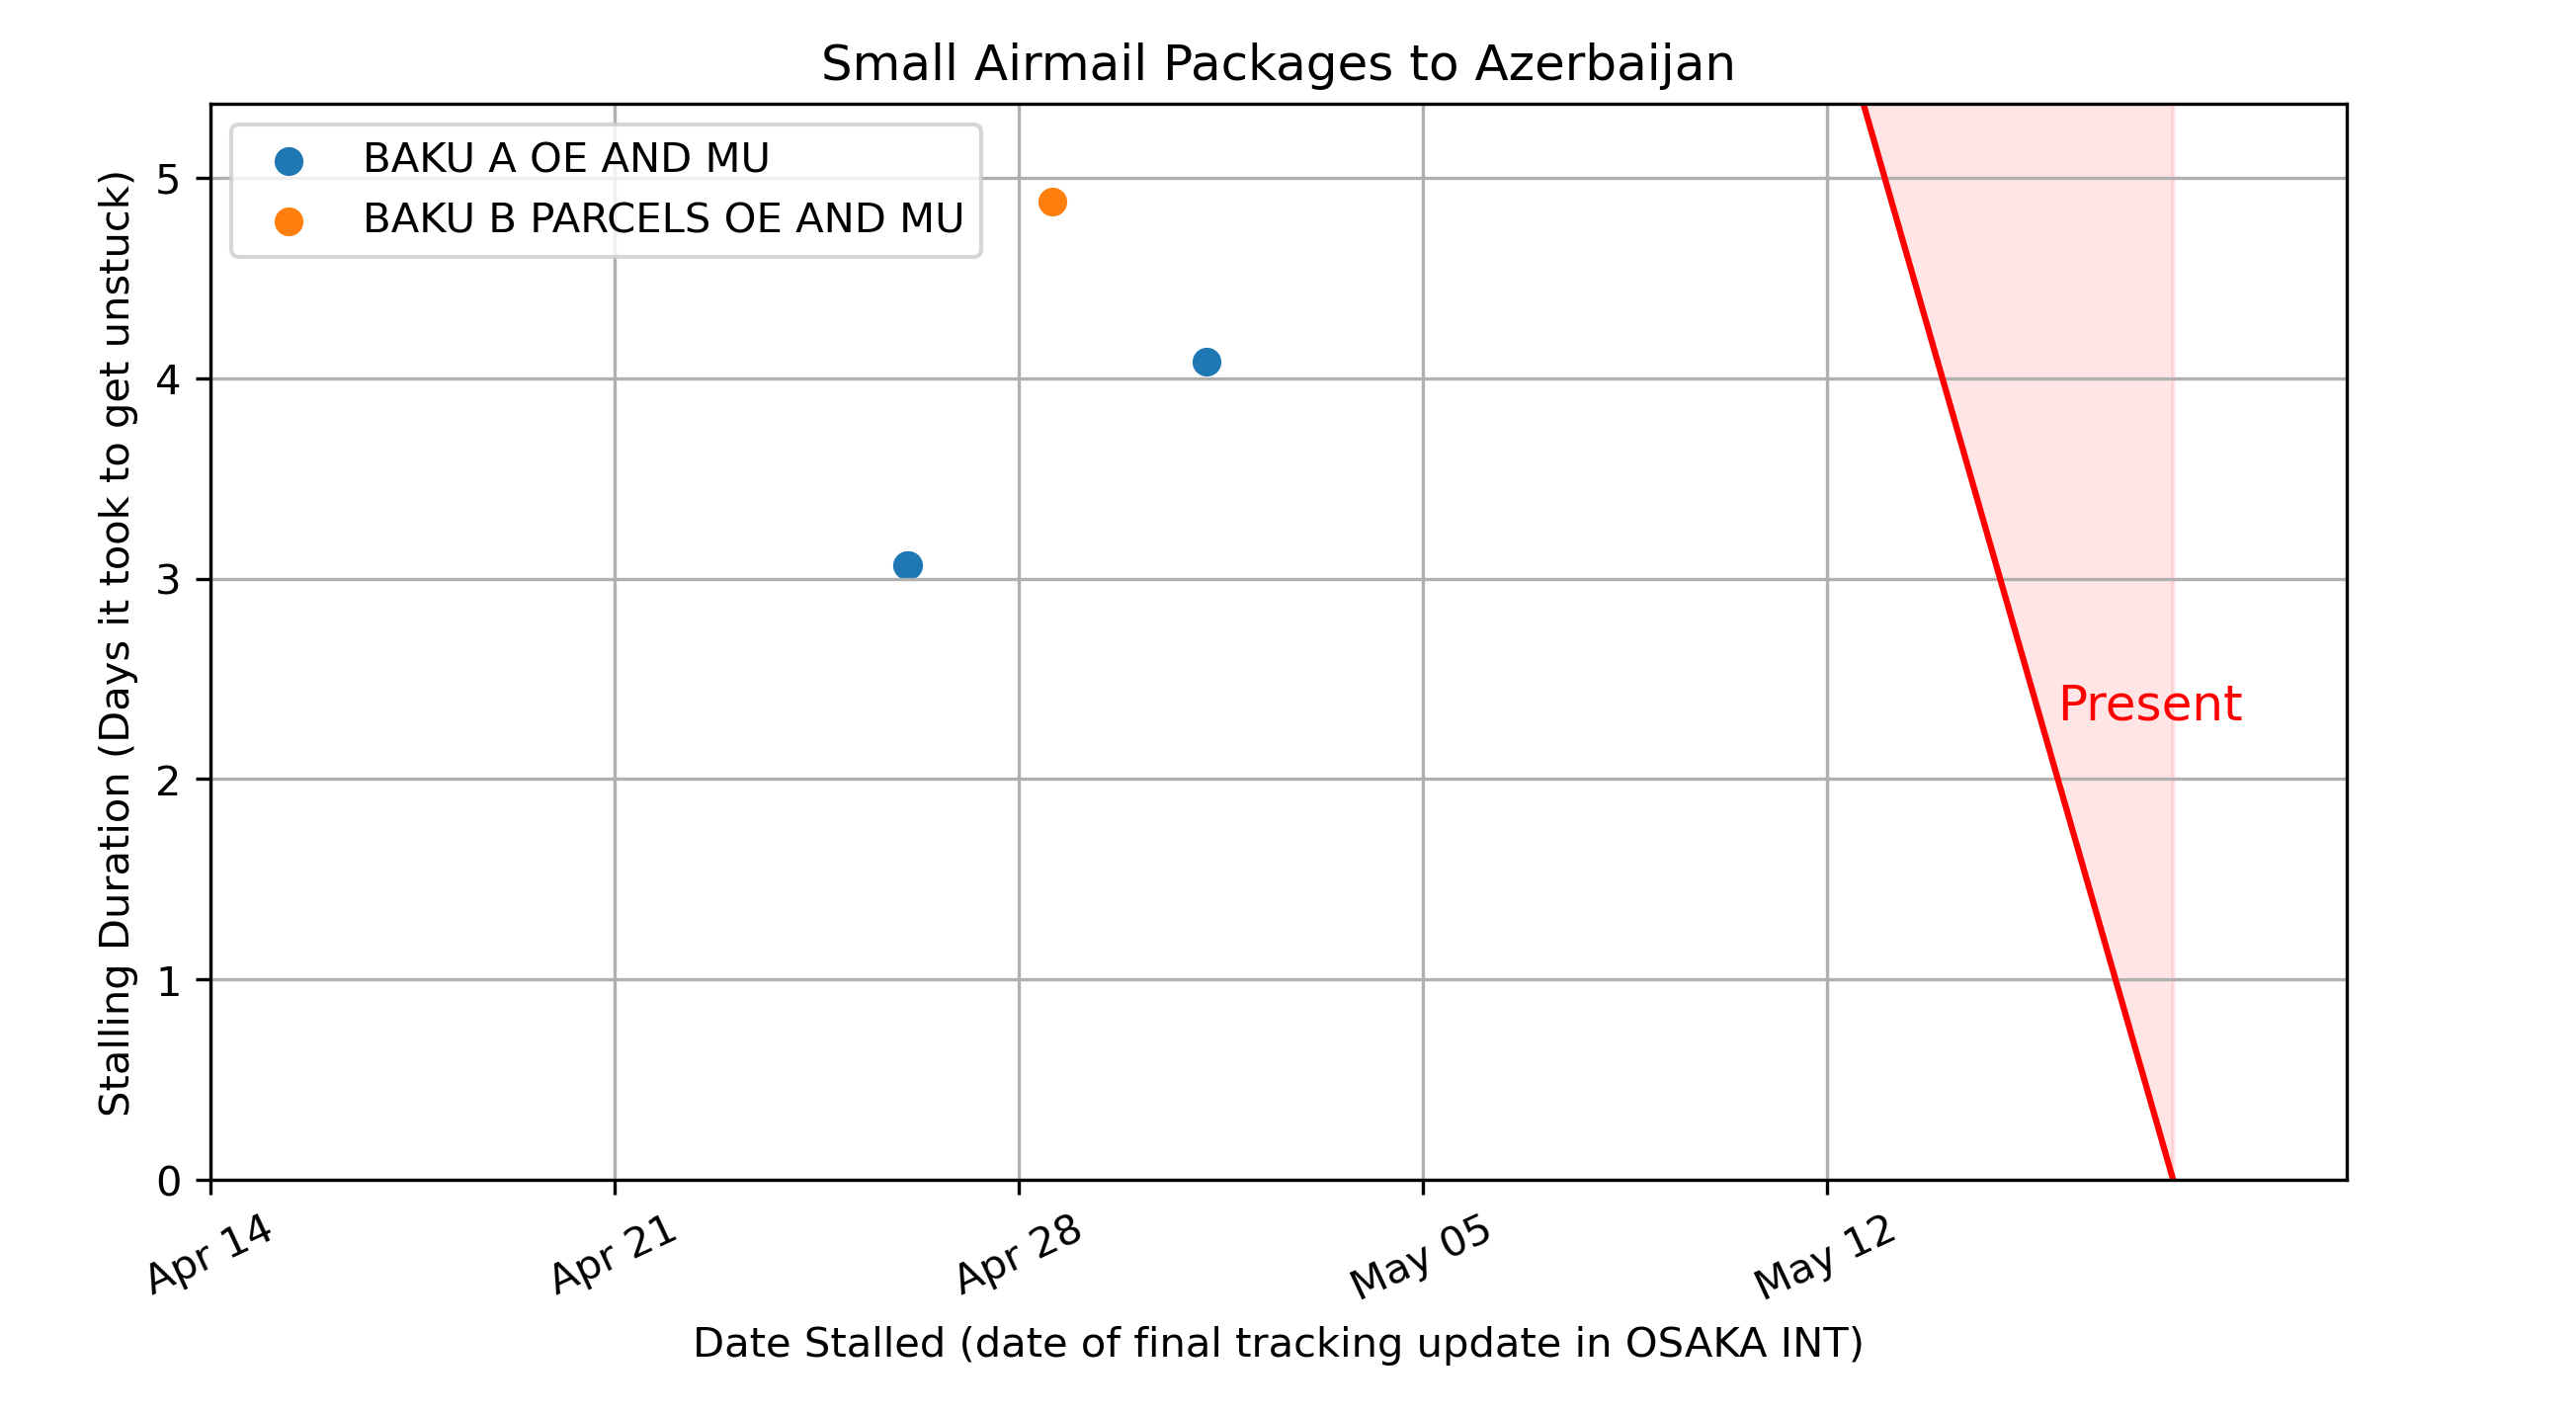 Small Airmail Packages to Azerbaijan
BAKU A OE AND MU
BAKU B PARCELS OE AND MU
Stalling Duration (Days it took to get unstuck)
5
4
3
2
1
0
Present
Apr 14
Apr 21
Apr 28
May 05
May 12
Date Stalled (date of final tracking update in OSAKA INT)